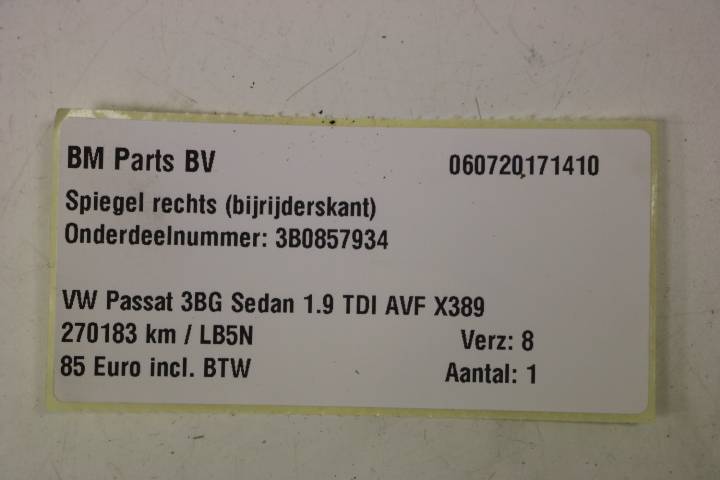 BM Parts BV 060720171410
Spiegel rechts (bijrijderskant)
Onderdeelnummer: 3B0857934
VW Passat 3BG Sedan 1.9 TDI AVF X389
270183 km / LB5N Verz: 8
85 Euro incl. BTW Aantal: 1